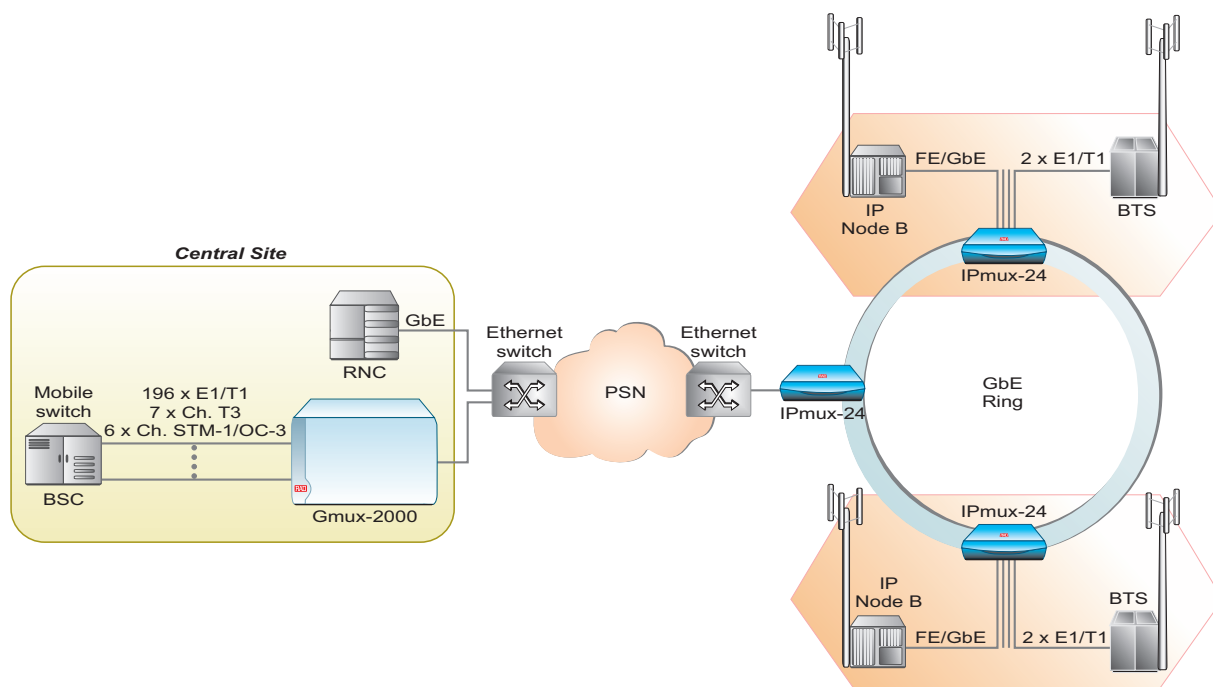 FE/GbE
2 x E1/T1
IP
Node B
BTS
IPmux-24
Central Site
GbE
RNC
Ethernet
switch
PSN
Ethernet
switch
IPmux-24
GbE
Ring
Mobile
switch
196 x E1/T1
7 x Ch. T3
6 x Ch. STM-1/OC-3
BSC
RAD
Gmux-2000
IPmux-24
IP
Node B
BTS
FE/GbE
2 x E1/T1